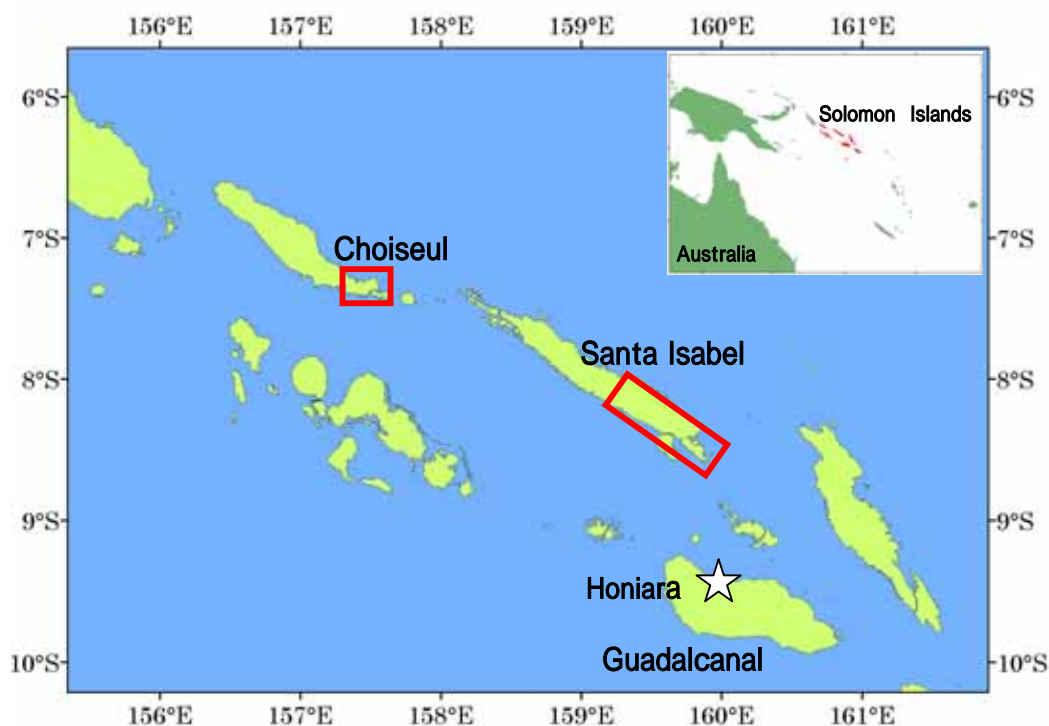 156°E 157°E 158°E 159°E 160°E 161°E
6°S 6°S
Solomon Islands
7°S 7°S
Choiseul
Australia
Santa Isabel
8°S 8°S
9°S 9°S
Honiara
Guadalcanal
10°S 10°S
156°E 157°E 158°E 159°E 160°E 161°E